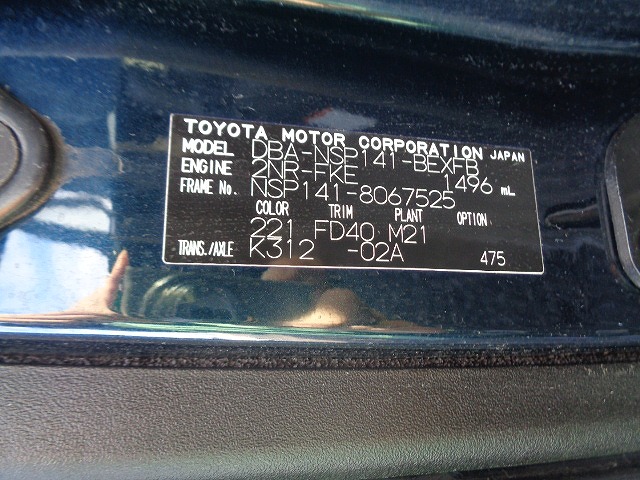 TOYOTA MOTOR CORPORATION JAPAN
MODEL DBA-NSP141-BEXFB
ENGINE 2NR-FKE 1496 mL
FRAME No. NSP141-8067525
COLOR TRIM PLANT OPTION
221 FD40 M21
TRANS./AXLE K312 -02A 475